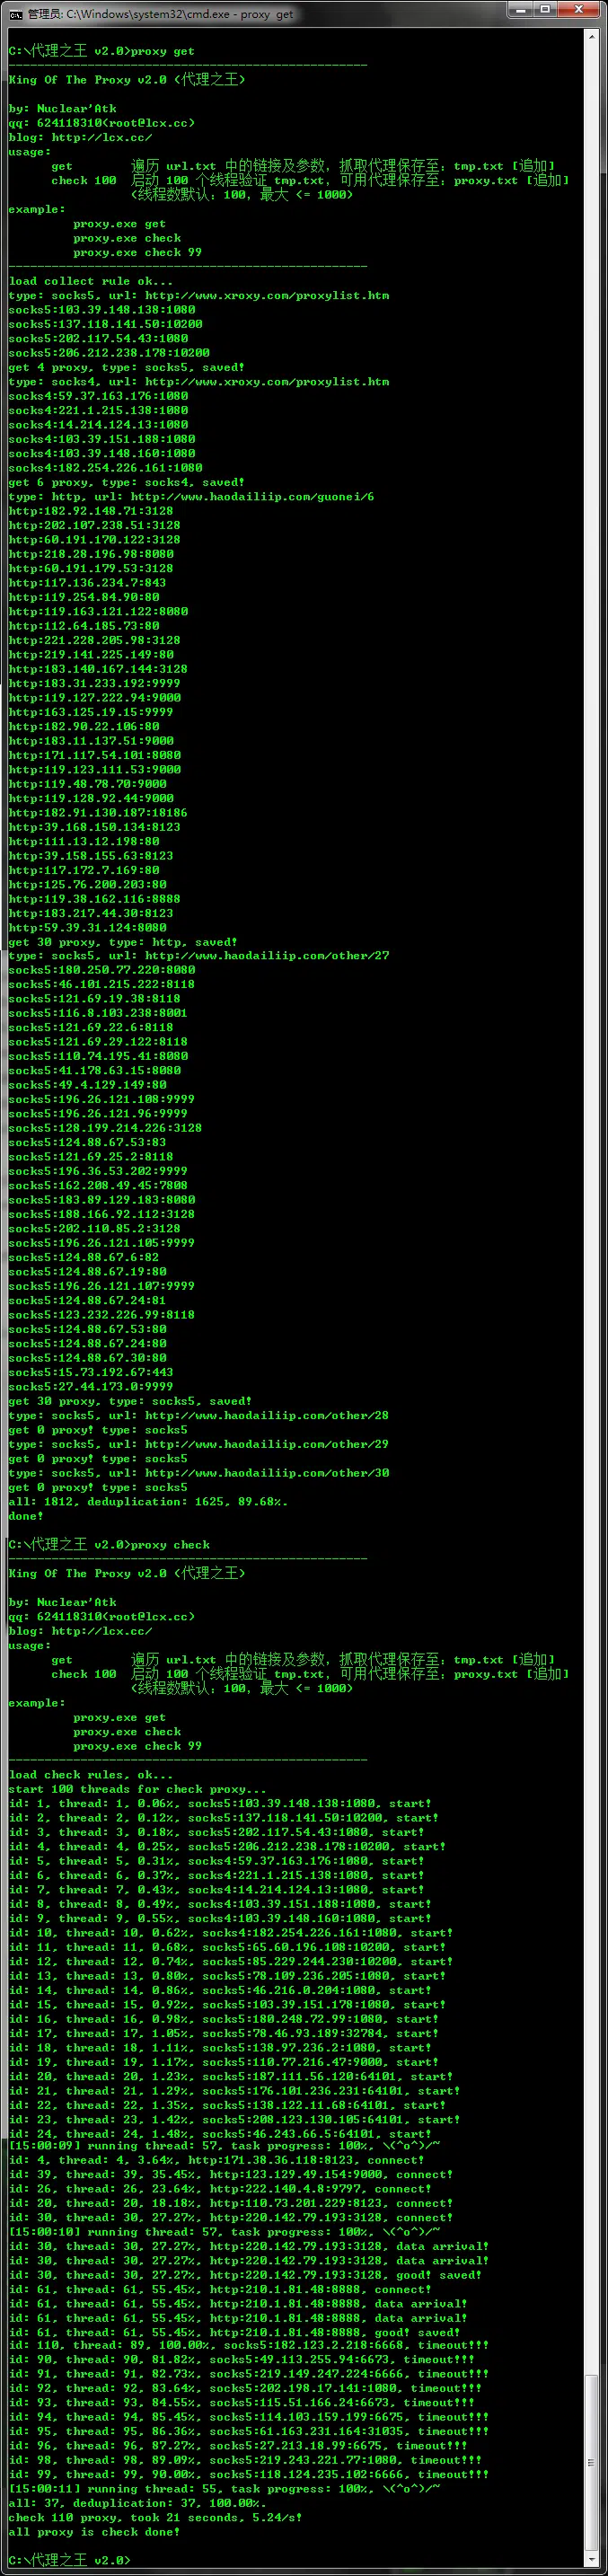 管理员: C:\Windows\system32\cmd.exe - proxy  get
C:\代理之王 v2.0>proxy get
--------------------------------------------------
King Of The Proxy v2.0 (代理之王)
by: Nuclear'Atk
qq: 624118310(root@lcx.cc)
blog: http://lcx.cc/
usage:
get        遍历 url.txt 中的链接及参数, 抓取代理保存至: tmp.txt [追加]
check 100  启动 100 个线程验证 tmp.txt, 可用代理保存至: proxy.txt [追加]
(线程数默认: 100, 最大 <= 1000)
example:
proxy.exe get
proxy.exe check
proxy.exe check 99
--------------------------------------------------
load collect rule ok...
type: socks5, url: http://www.xroxy.com/proxylist.htm
socks5:103.39.148.138:1080
socks5:137.118.141.50:10200
socks5:202.117.54.43:1080
socks5:206.212.238.178:10200
get 4 proxy, type: socks5, saved!
type: socks4, url: http://www.xroxy.com/proxylist.htm
socks4:59.37.163.176:1080
socks4:221.1.215.138:1080
socks4:14.214.124.13:1080
socks4:103.39.151.188:1080
socks4:103.39.148.160:1080
socks4:182.254.226.161:1080
get 6 proxy, type: socks4, saved!
type: http, url: http://www.haodailiip.com/guonei/6
http:182.92.148.71:3128
http:202.107.238.51:3128
http:60.191.170.122:3128
http:218.28.196.98:8080
http:60.191.179.53:3128
http:117.136.234.7:843
http:119.254.84.90:80
http:119.163.121.122:8080
http:112.64.185.73:80
http:221.228.205.98:3128
http:219.141.225.149:80
http:183.140.167.144:3128
http:183.31.233.192:9999
http:119.127.222.94:9000
http:163.125.19.15:9999
http:182.90.22.106:80
http:183.11.137.51:9000
http:171.117.54.101:8080
http:119.123.111.53:9000
http:119.48.78.70:9000
http:119.128.92.44:9000
http:182.91.130.187:18186
http:39.168.150.134:8123
http:111.13.12.198:80
http:39.158.155.63:8123
http:117.172.7.169:80
http:125.76.200.203:80
http:119.38.162.116:8888
http:183.217.44.30:8123
http:59.39.31.124:8080
get 30 proxy, type: http, saved!
type: socks5, url: http://www.haodailiip.com/other/27
socks5:180.250.77.220:8080
socks5:46.101.215.222:8118
socks5:121.69.19.38:8118
socks5:116.8.103.238:8001
socks5:121.69.22.6:8118
socks5:121.69.29.122:8118
socks5:110.74.195.41:8080
socks5:41.178.63.15:8080
socks5:49.4.129.149:80
socks5:196.26.121.108:9999
socks5:196.26.121.96:9999
socks5:128.199.214.226:3128
socks5:124.88.67.53:83
socks5:121.69.25.2:8118
socks5:196.36.53.202:9999
socks5:162.208.49.45:7808
socks5:183.89.129.183:8080
socks5:188.166.92.112:3128
socks5:202.110.85.2:3128
socks5:196.26.121.105:9999
socks5:124.88.67.6:82
socks5:124.88.67.19:80
socks5:196.26.121.107:9999
socks5:124.88.67.24:81
socks5:123.232.226.99:8118
socks5:124.88.67.53:80
socks5:124.88.67.24:80
socks5:124.88.67.30:80
socks5:15.73.192.67:443
socks5:27.44.173.0:9999
get 30 proxy, type: socks5, saved!
type: socks5, url: http://www.haodailiip.com/other/28
get 0 proxy! type: socks5
type: socks5, url: http://www.haodailiip.com/other/29
get 0 proxy! type: socks5
type: socks5, url: http://www.haodailiip.com/other/30
get 0 proxy! type: socks5
all: 1812, deduplication: 1625, 89.68%.
done!
C:\代理之王 v2.0>proxy check
--------------------------------------------------
King Of The Proxy v2.0 (代理之王)
by: Nuclear'Atk
qq: 624118310(root@lcx.cc)
blog: http://lcx.cc/
usage:
get        遍历 url.txt 中的链接及参数, 抓取代理保存至: tmp.txt [追加]
check 100  启动 100 个线程验证 tmp.txt, 可用代理保存至: proxy.txt [追加]
(线程数默认: 100, 最大 <= 1000)
example:
proxy.exe get
proxy.exe check
proxy.exe check 99
--------------------------------------------------
load check rules, ok...
start 100 threads for check proxy...
id: 1, thread: 1, 0.06%, socks5:103.39.148.138:1080, start!
id: 2, thread: 2, 0.12%, socks5:137.118.141.50:10200, start!
id: 3, thread: 3, 0.18%, socks5:202.117.54.43:1080, start!
id: 4, thread: 4, 0.25%, socks5:206.212.238.178:10200, start!
id: 5, thread: 5, 0.31%, socks4:59.37.163.176:1080, start!
id: 6, thread: 6, 0.37%, socks4:221.1.215.138:1080, start!
id: 7, thread: 7, 0.43%, socks4:14.214.124.13:1080, start!
id: 8, thread: 8, 0.49%, socks4:103.39.151.188:1080, start!
id: 9, thread: 9, 0.55%, socks4:103.39.148.160:1080, start!
id: 10, thread: 10, 0.62%, socks4:182.254.226.161:1080, start!
id: 11, thread: 11, 0.68%, socks5:65.60.196.108:10200, start!
id: 12, thread: 12, 0.74%, socks5:85.229.244.230:10200, start!
id: 13, thread: 13, 0.80%, socks5:78.109.236.205:1080, start!
id: 14, thread: 14, 0.86%, socks5:46.216.0.204:1080, start!
id: 15, thread: 15, 0.92%, socks5:103.39.151.178:1080, start!
id: 16, thread: 16, 0.98%, socks5:180.248.72.99:1080, start!
id: 17, thread: 17, 1.05%, socks5:78.46.93.189:32784, start!
id: 18, thread: 18, 1.11%, socks5:138.97.236.2:1080, start!
id: 19, thread: 19, 1.17%, socks5:110.77.216.47:9000, start!
id: 20, thread: 20, 1.23%, socks5:187.111.56.120:64101, start!
id: 21, thread: 21, 1.29%, socks5:176.101.236.231:64101, start!
id: 22, thread: 22, 1.35%, socks5:138.122.11.68:64101, start!
id: 23, thread: 23, 1.42%, socks5:208.123.130.105:64101, start!
id: 24, thread: 24, 1.48%, socks5:46.243.66.5:64101, start!
[15:00:09] running thread: 57, task progress: 100%, \(^o^)/~
id: 4, thread: 4, 3.64%, http:171.38.36.118:8123, connect!
id: 39, thread: 39, 35.45%, http:123.129.49.154:9000, connect!
id: 26, thread: 26, 23.64%, http:222.140.4.8:9797, connect!
id: 20, thread: 20, 18.18%, http:110.73.201.229:8123, connect!
id: 30, thread: 30, 27.27%, http:220.142.79.193:3128, connect!
[15:00:10] running thread: 57, task progress: 100%, \(^o^)/~
id: 30, thread: 30, 27.27%, http:220.142.79.193:3128, data arrival!
id: 30, thread: 30, 27.27%, http:220.142.79.193:3128, data arrival!
id: 30, thread: 30, 27.27%, http:220.142.79.193:3128, good! saved!
id: 61, thread: 61, 55.45%, http:210.1.81.48:8888, connect!
id: 61, thread: 61, 55.45%, http:210.1.81.48:8888, data arrival!
id: 61, thread: 61, 55.45%, http:210.1.81.48:8888, data arrival!
id: 61, thread: 61, 55.45%, http:210.1.81.48:8888, good! saved!
id: 110, thread: 89, 100.00%, socks5:182.123.2.218:6668, timeout!!!
id: 90, thread: 90, 81.82%, socks5:49.113.255.94:6673, timeout!!!
id: 91, thread: 91, 82.73%, socks5:219.149.247.224:6666, timeout!!!
id: 92, thread: 92, 83.64%, socks5:202.198.17.141:1080, timeout!!!
id: 93, thread: 93, 84.55%, socks5:115.51.166.24:6673, timeout!!!
id: 94, thread: 94, 85.45%, socks5:114.103.159.199:6675, timeout!!!
id: 95, thread: 95, 86.36%, socks5:61.163.231.164:31035, timeout!!!
id: 96, thread: 96, 87.27%, socks5:27.213.18.99:6675, timeout!!!
id: 98, thread: 98, 89.09%, socks5:219.243.221.77:1080, timeout!!!
id: 99, thread: 99, 90.00%, socks5:118.124.235.102:6668, timeout!!!
[15:00:11] running thread: 55, task progress: 100%, \(^o^)/~
all: 37, deduplication: 37, 100.00%.
check 110 proxy, took 21 seconds, 5.24/s!
all proxy is check done!
C:\代理之王 v2.0>